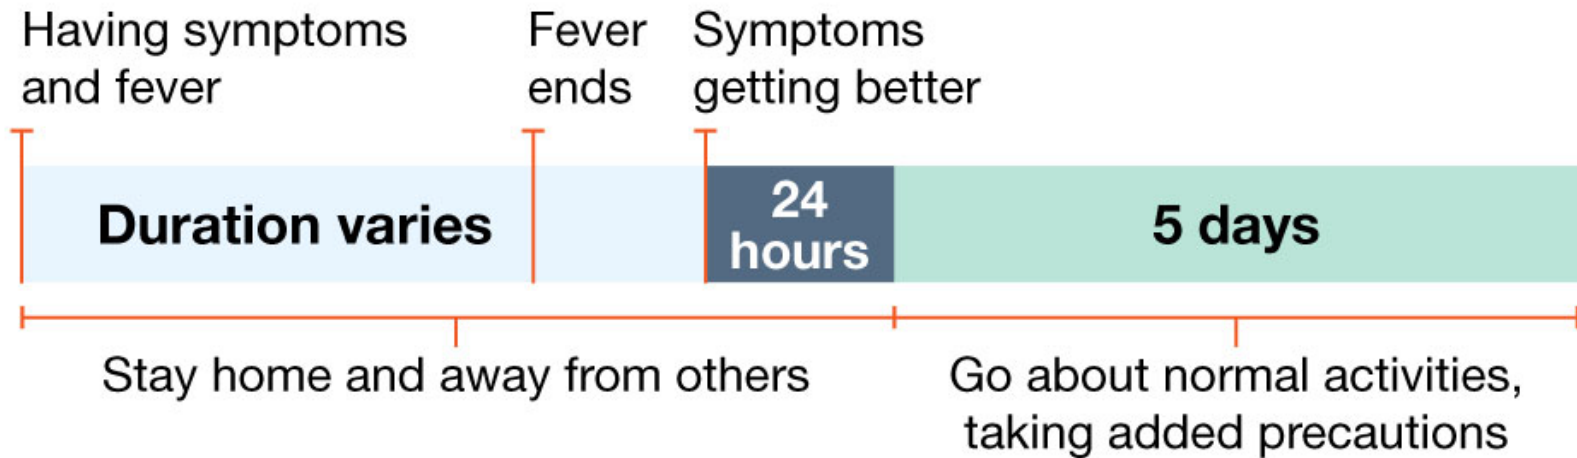 Having symptoms
and fever
Fever
ends
Symptoms
getting better
Duration varies
24
hours
5 days
Stay home and away from others
Go about normal activities,
taking added precautions